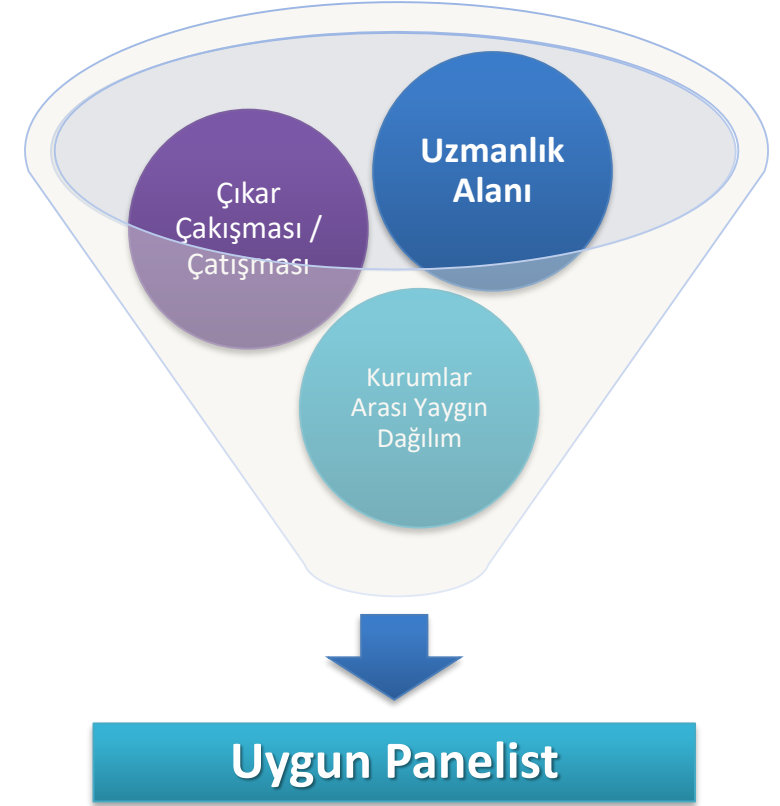 Uzmanlık
Alanı
Çıkar
Çakışması /
Çatışması
Kurumlar
Arası Yaygın
Dağılım
Uygun Panelist